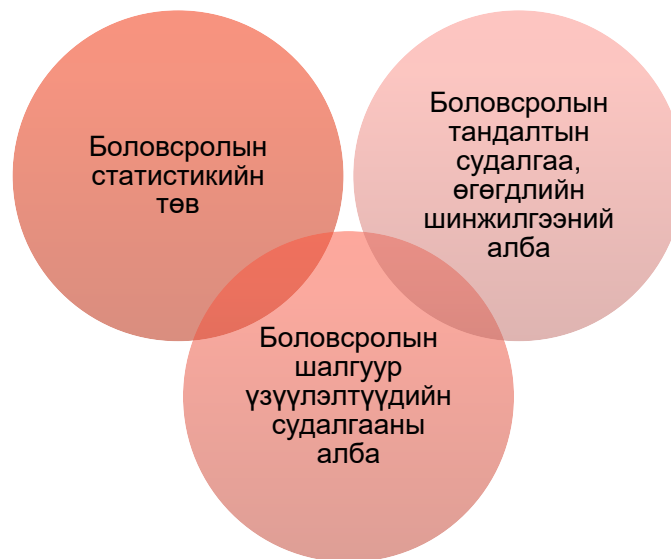 Боловсролын
статистикийн
төв
Боловсролын
тандалтын
судалгаа,
өгөгдлийн
шинжилгээний
алба
Боловсролын
шалгуур
үзүүлэлтүүдийн
судалгааны
алба